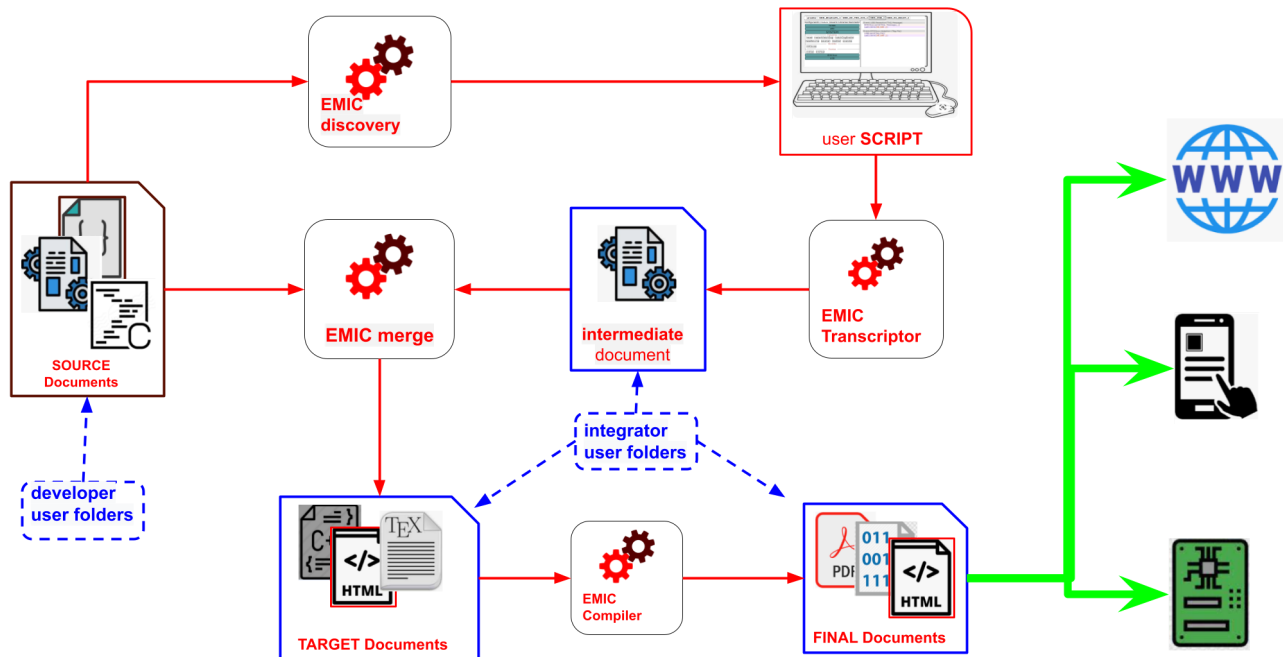 EMIC
discovery
user SCRIPT
{ }
C
SOURCE
Documents
EMIC merge
intermediate
document
EMIC
Transcriptor
WWW
developer
user folders
integrator
user folders
={ }
C+
{=}
</>
HTML
TEX
TARGET Documents
EMIC
Compiler
PDF
011
001
111
</>
HTML
FINAL Documents